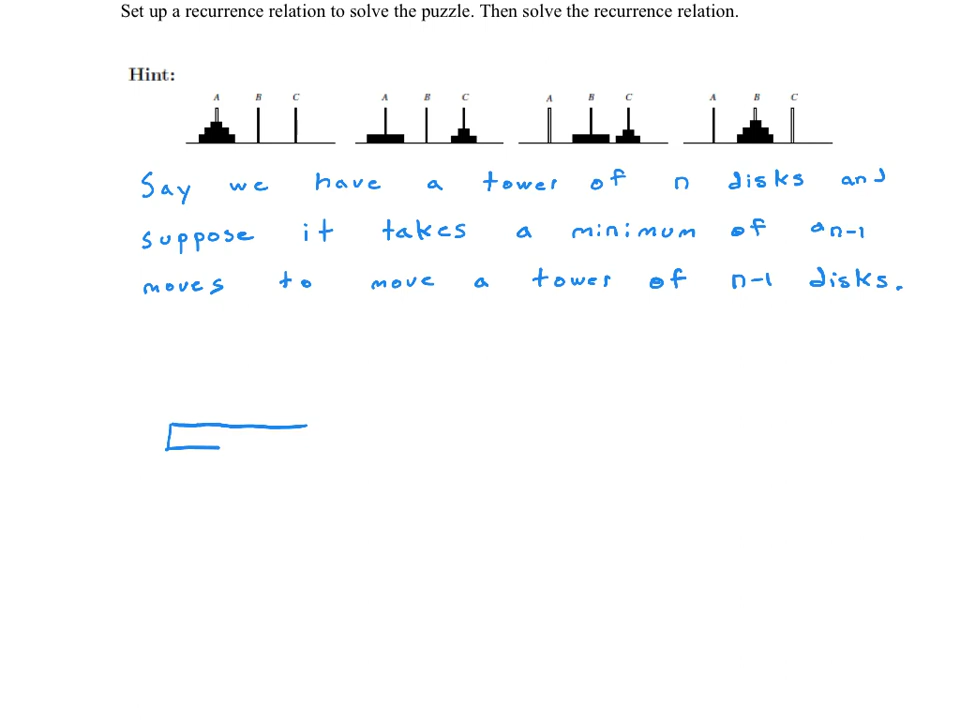 Set up a recurrence relation to solve the puzzle. Then solve the recurrence relation.
Hint:
A B C A B C A B C A B C
Say we have a tower of n disks and
suppose it takes a minimum of an-1
moves to move a tower of n-1 disks.